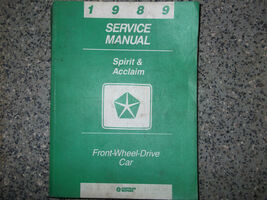 1989
SERVICE
MANUAL
Spirit &
Acclaim
Front-Wheel-Drive
Car